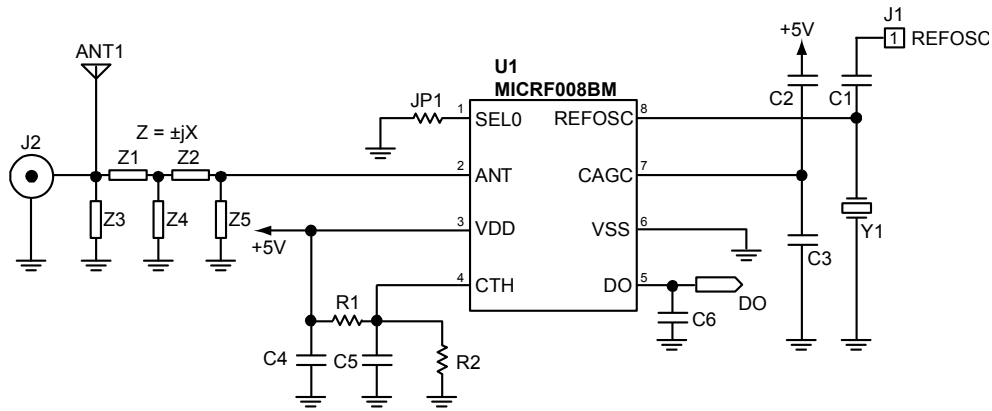 J1
+5V
1 REFOSC
ANT1
U1
MICRF008BM
C2
C1
JP1
1
SEL0
REFOSC
8
J2
Z = ±jX
Z1
Z2
2
ANT
CAGC
7
Z3
Z4
Z5
+5V
3
VDD
VSS
6
Y1
C3
4
CTH
DO
5
DO
R1
C6
C4
C5
R2